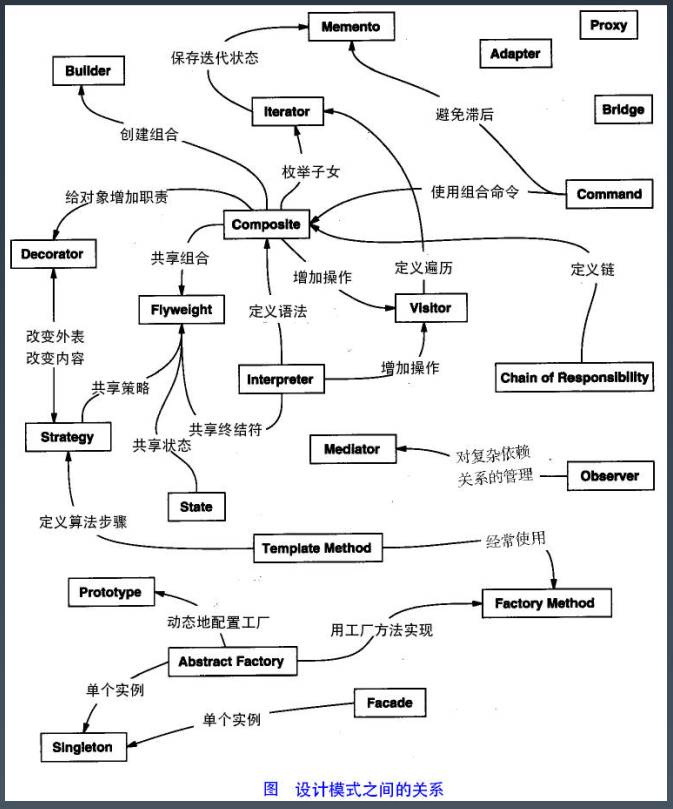 Memento
Proxy
Adapter
保存迭代状态
Builder
Iterator
Bridge
避免滞后
创建组合
枚举子女
使用组合命令
Command
给对象增加职责
Composite
Decorator
共享组合
增加操作
定义遍历
定义链
Flyweight
定义语法
Visitor
改变外表
改变内容
增加操作
Interpreter
Chain of Responsibility
共享策略
共享终结符
Strategy
共享状态
Mediator
对复杂依赖
关系的管理
Observer
State
定义算法步骤
Template Method
经常使用
Prototype
Factory Method
动态地配置工厂
用工厂方法实现
Abstract Factory
单个实例
Facade
单个实例
Singleton
图 设计模式之间的关系